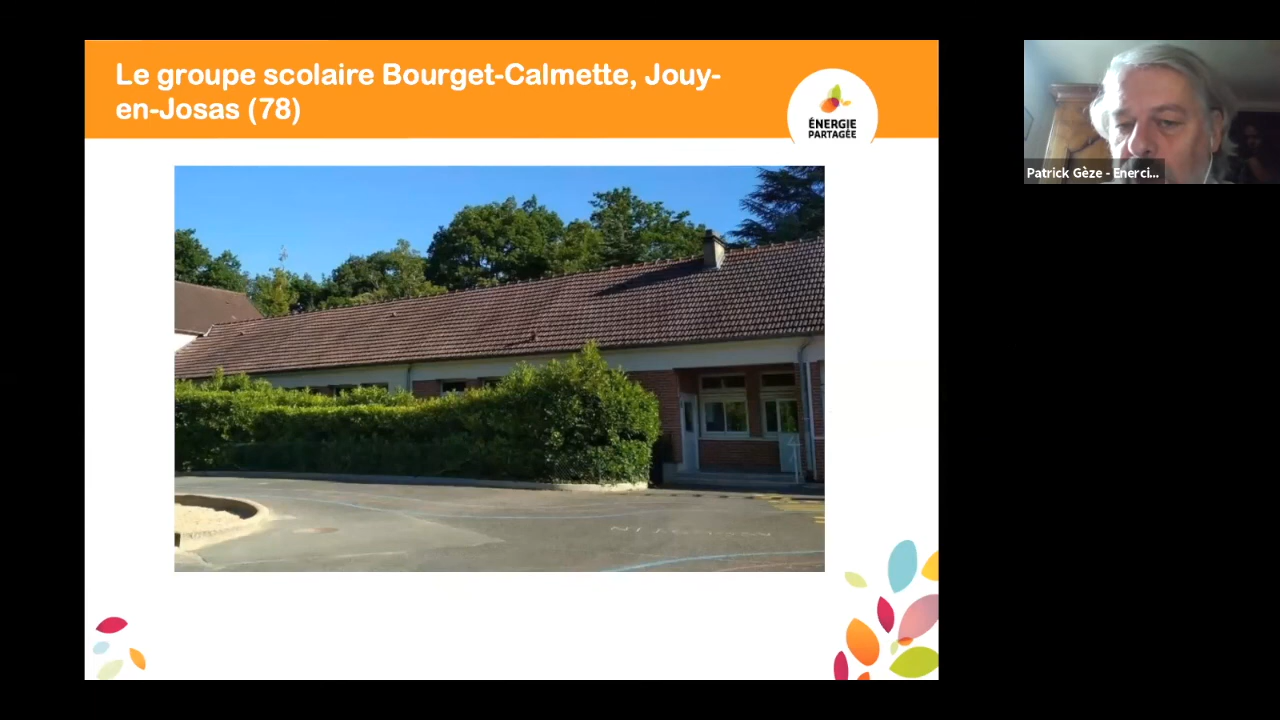 Le groupe scolaire Bourget-Calmette, Jouy-
en-Josas (78)
ÉNERGIE
PARTAGÉE
Patrick Gèze - Enerci...